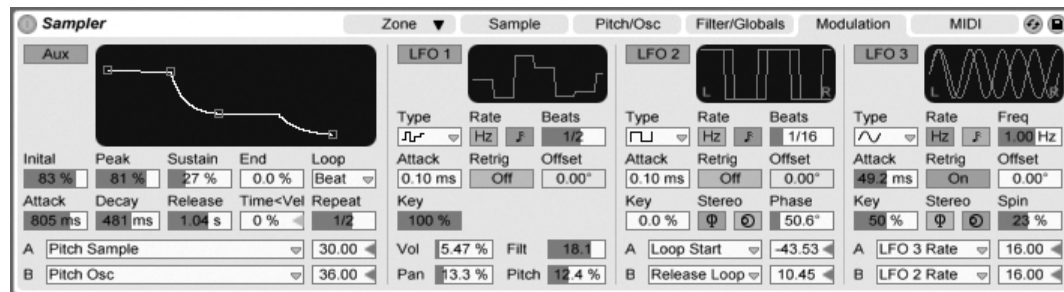 Sampler Zone ▼ Sample Pitch/Osc Filter/Globals Modulation MIDI
Aux
Inital Peak Sustain End Loop
83 % 81 % 27 % 0.0 % Beat
Attack Decay Release Time<Vel Repeat
805 ms 481 ms 1.04 s 0 % 1/2
A Pitch Sample 30.00
B Pitch Osc 36.00
LFO 1
Type Rate Beats
Hz 1/2
Attack Retrig Offset
0.10 ms Off 0.00°
Key
100 %
Vol 5.47 % Filt 18.1
Pan 13.3 % Pitch 12.4 %
LFO 2
L R
Type Rate Beats
Hz 1/16
Attack Retrig Offset
0.10 ms Off 0.00°
Key Stereo Phase
0.0 % Φ 50.6°
A Loop Start -43.53
B Release Loop 10.45
LFO 3
L R
Type Rate Freq
Hz 1.00 Hz
Attack Retrig Offset
49.2 ms On 0.00°
Key Stereo Spin
50 % Φ 23 %
A LFO 3 Rate 16.00
B LFO 2 Rate 16.00